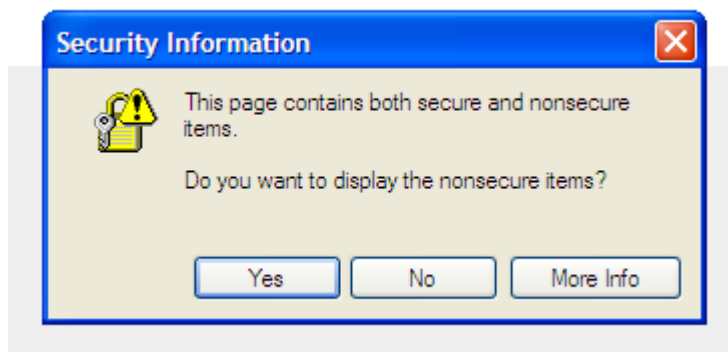 Security Information
This page contains both secure and nonsecure
items.
Do you want to display the nonsecure items?
Yes
No
More Info